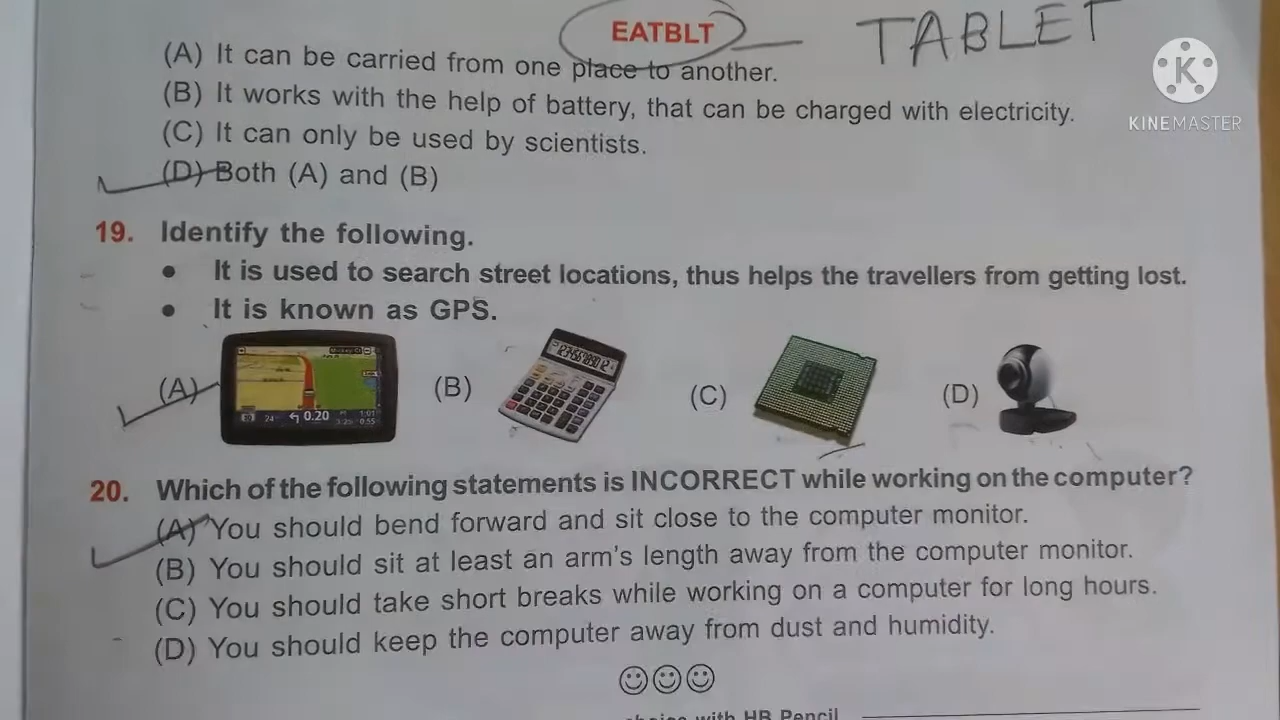 EATBLT — TABLET
(A) It can be carried from one place to another.
KINEMASTER
(B) It works with the help of battery, that can be charged with electricity.
(C) It can only be used by scientists.
(D) Both (A) and (B)
19. Identify the following.
• It is used to search street locations, thus helps the travellers from getting lost.
• It is known as GPS.
(A) (B) (C) (D)
20. Which of the following statements is INCORRECT while working on the computer?
(A) You should bend forward and sit close to the computer monitor.
(B) You should sit at least an arm's length away from the computer monitor.
(C) You should take short breaks while working on a computer for long hours.
(D) You should keep the computer away from dust and humidity.
choice with HB Pencil